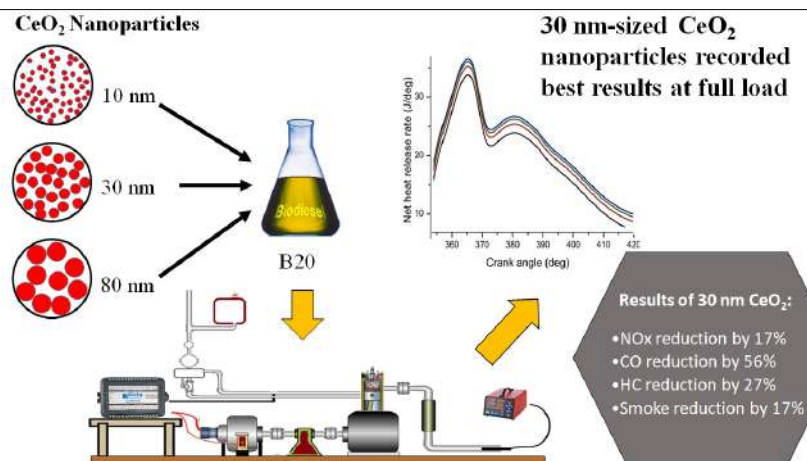 CeO₂ Nanoparticles
10 nm
30 nm
80 nm
Biodiesel
B20
30 nm-sized CeO₂
nanoparticles recorded
best results at full load
Net heat release rate (J/deg)
30
20
10
360
370
380
390
400
410
420
Crank angle (deg)
Results of 30 nm CeO₂:
•NOx reduction by 17%
•CO reduction by 56%
•HC reduction by 27%
•Smoke reduction by 17%